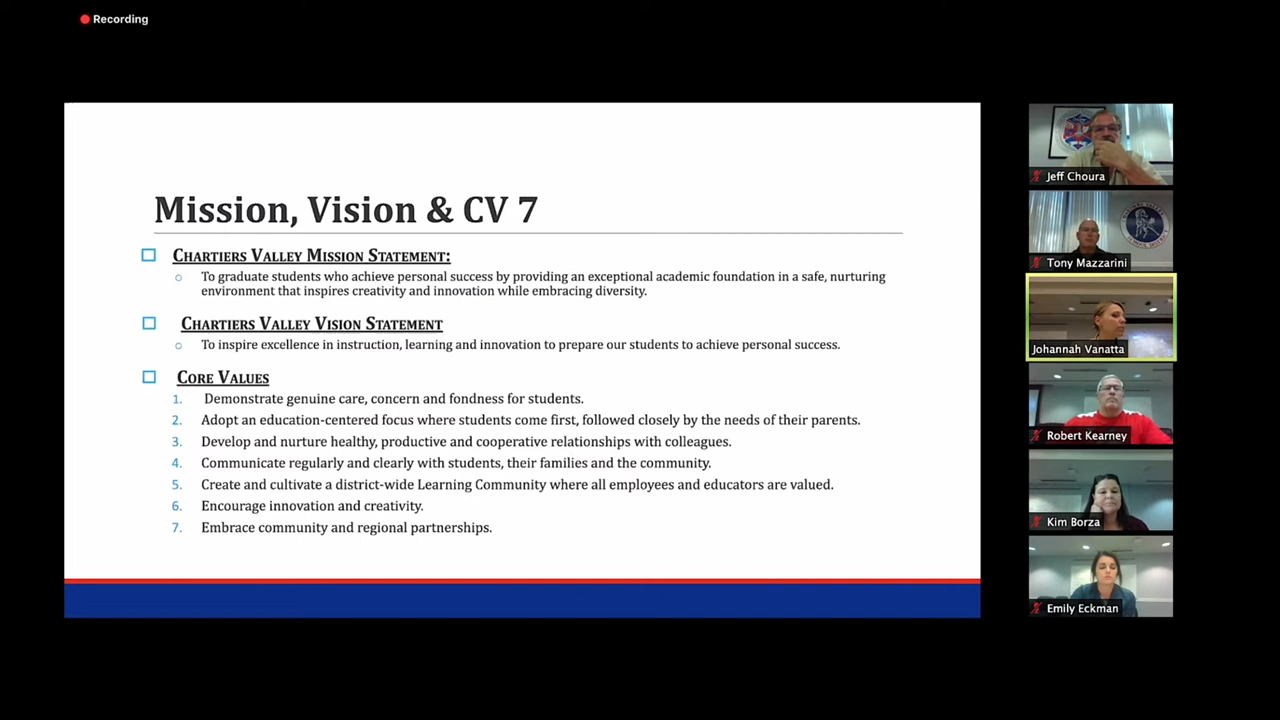 Recording
Mission, Vision & CV 7
Chartiers Valley Mission Statement:
To graduate students who achieve personal success by providing an exceptional academic foundation in a safe, nurturing
environment that inspires creativity and innovation while embracing diversity.
Chartiers Valley Vision Statement
To inspire excellence in instruction, learning and innovation to prepare our students to achieve personal success.
Core Values
1. Demonstrate genuine care, concern and fondness for students.
2. Adopt an education-centered focus where students come first, followed closely by the needs of their parents.
3. Develop and nurture healthy, productive and cooperative relationships with colleagues.
4. Communicate regularly and clearly with students, their families and the community.
5. Create and cultivate a district-wide Learning Community where all employees and educators are valued.
6. Encourage innovation and creativity.
7. Embrace community and regional partnerships.
Jeff Choura
Tony Mazzarini
Johannah Vanatta
Robert Kearney
Kim Borza
Emily Eckman